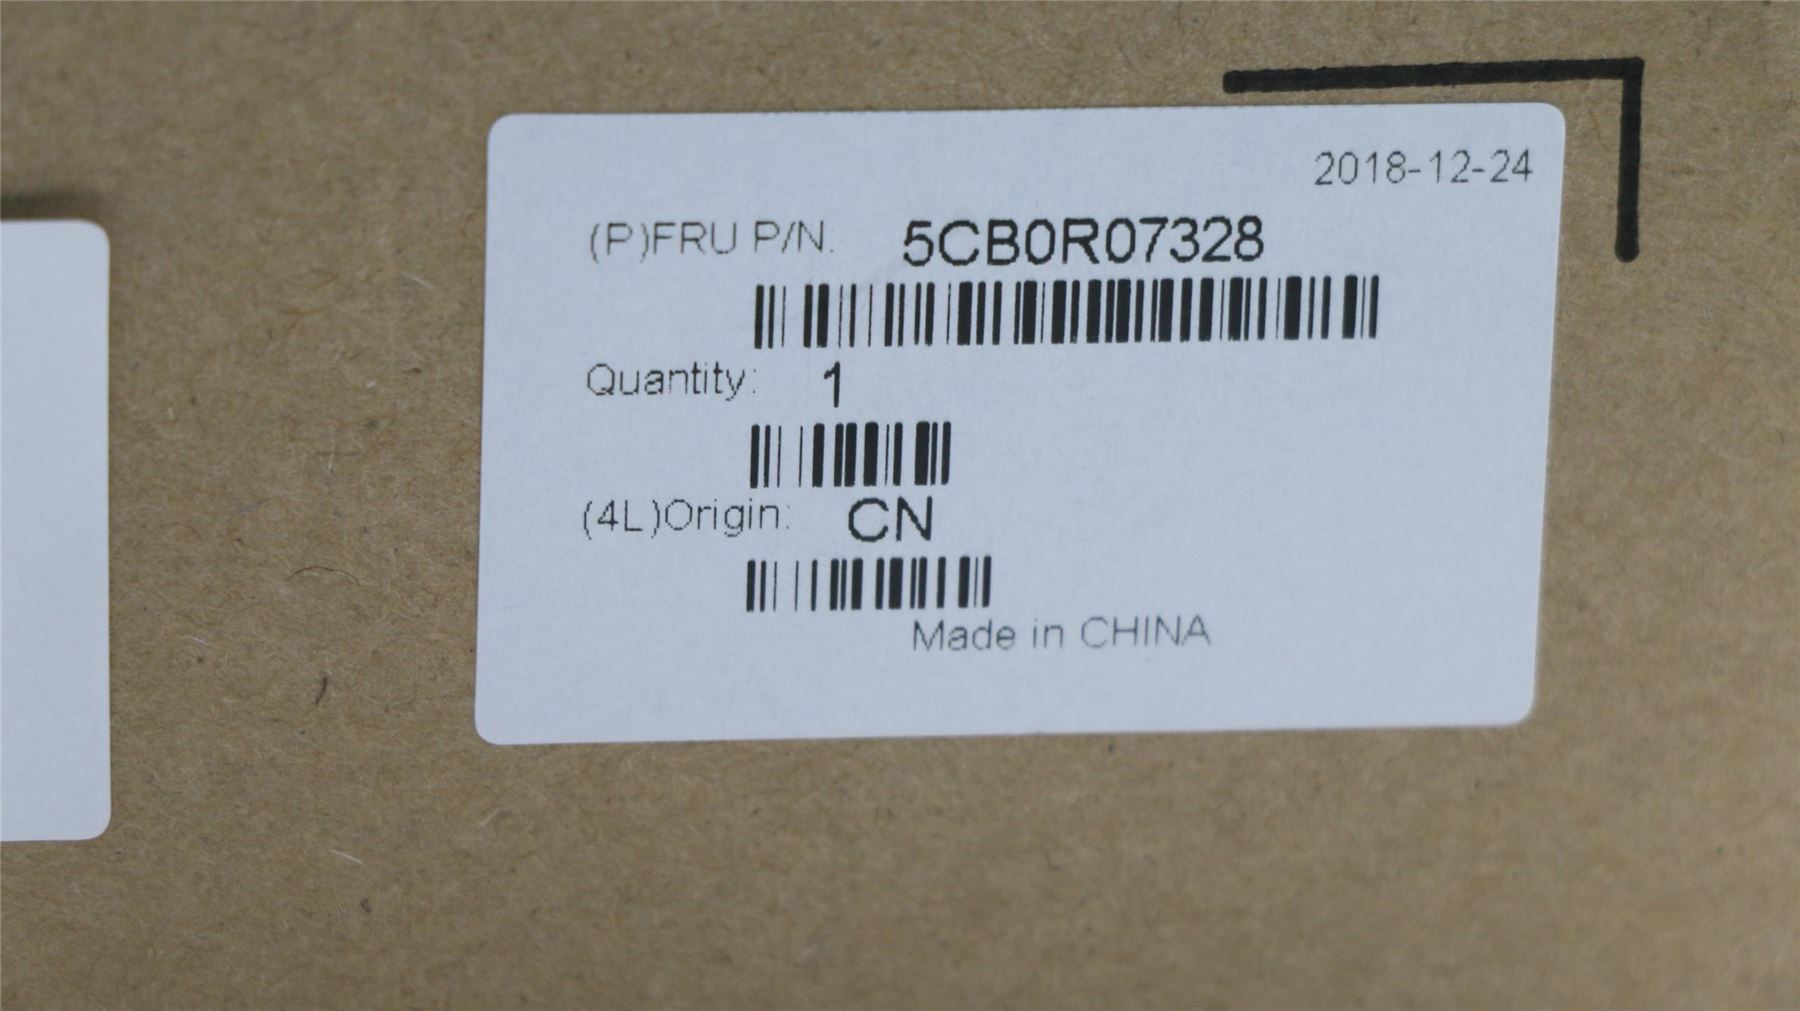 2018-12-24
(P)FRU P/N. 5CB0R07328
Quantity: 1
(4L)Origin: CN
Made in CHINA